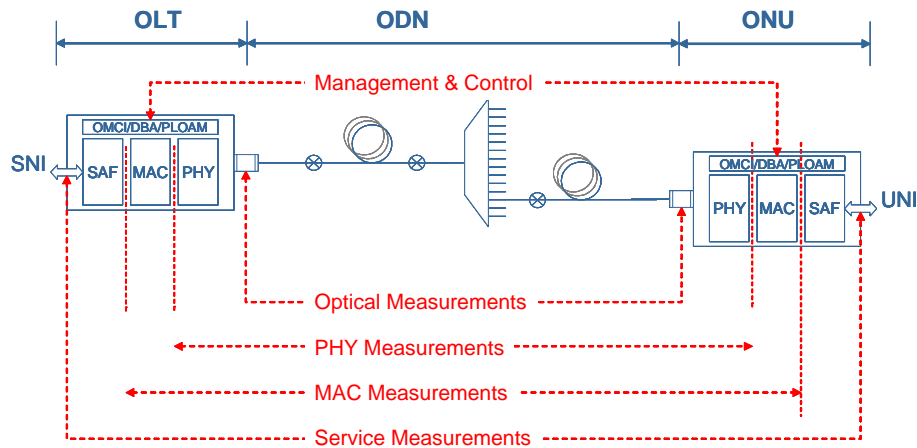 OLT ODN ONU
Management & Control
OMCI/DBA/PLOAM
SNI SAF MAC PHY
OMCI/DBA/PLOAM
PHY MAC SAF UNI
Optical Measurements
PHY Measurements
MAC Measurements
Service Measurements